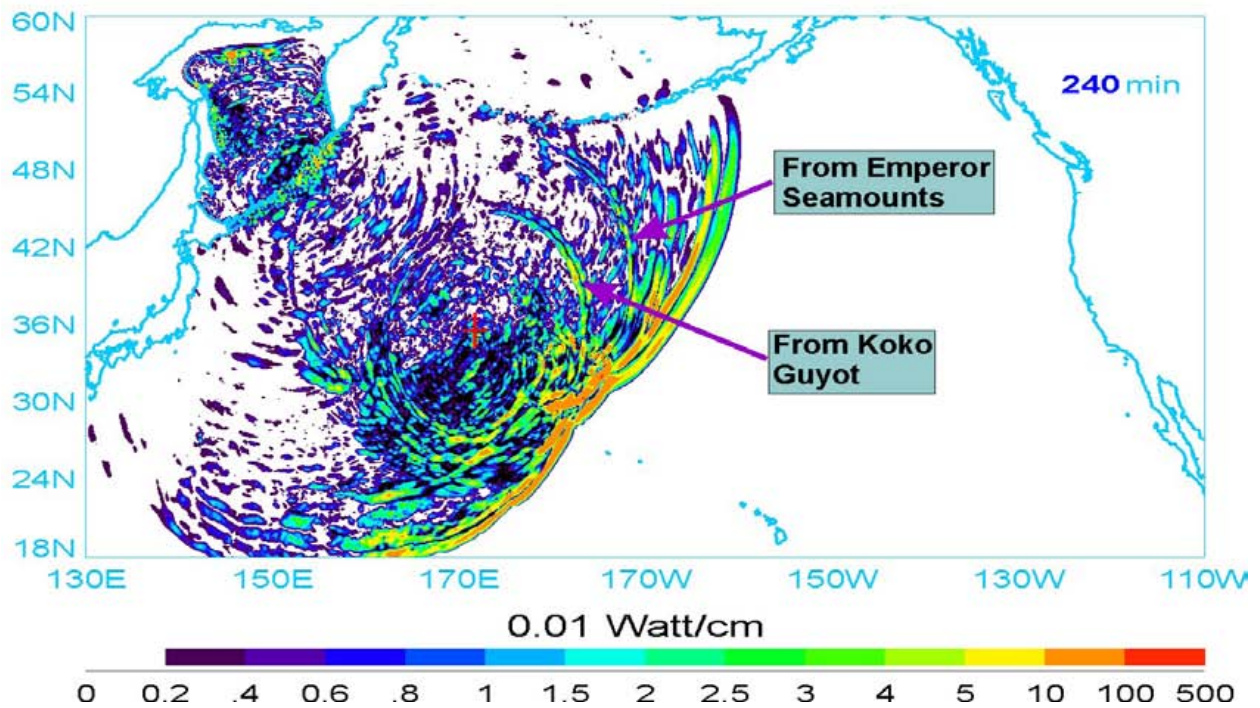 60N
54N
240 min
From Emperor
Seamounts
48N
42N
36N
From Koko
Guyot
30N
24N
18N
130E 150E 170E 170W 150W 130W 110W
0.01 Watt/cm
0 0.2 .4 0.6 .8 1 1.5 2 2.5 3 4 5 10 100 500